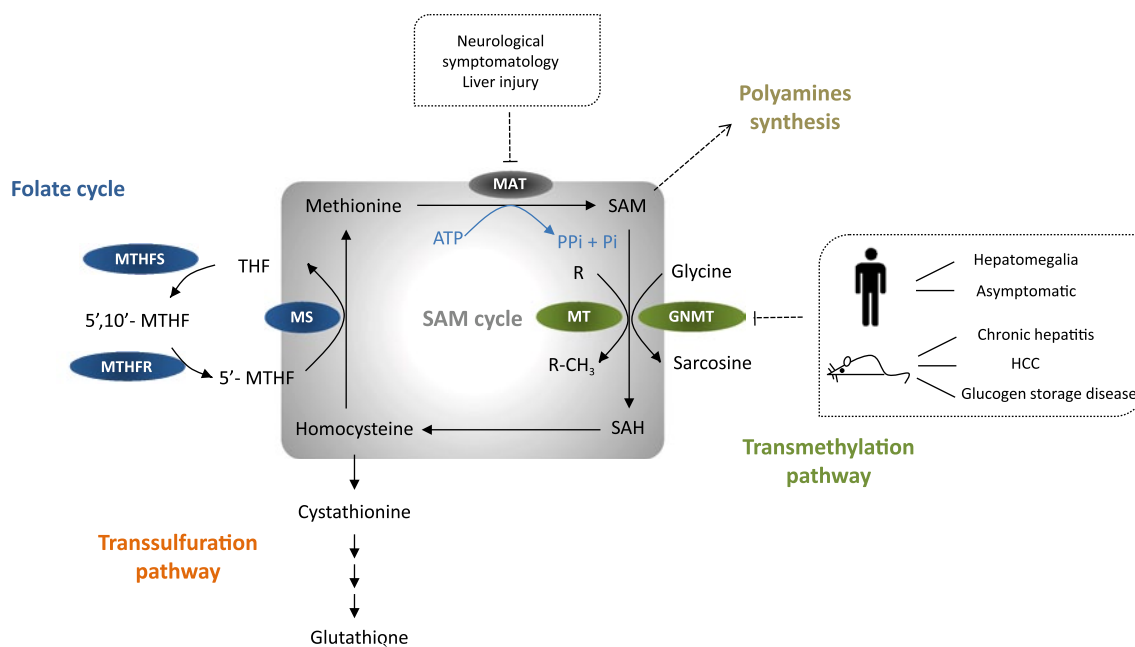 Neurological
symptomatology
Liver injury
Polyamines
synthesis
MAT
Folate cycle
Methionine
SAM
ATP
PPi + Pi
MTHFS
THF
R
Glycine
Hepatomegalia
Asymptomatic
5’,10’- MTHF
MS
SAM cycle
MT
GNMT
Chronic hepatitis
HCC
Glucogen storage disease
MTHFR
5’- MTHF
R-CH3
Sarcosine
Homocysteine
SAH
Transmethylation
pathway
Cystathionine
Transsulfuration
pathway
Glutathione